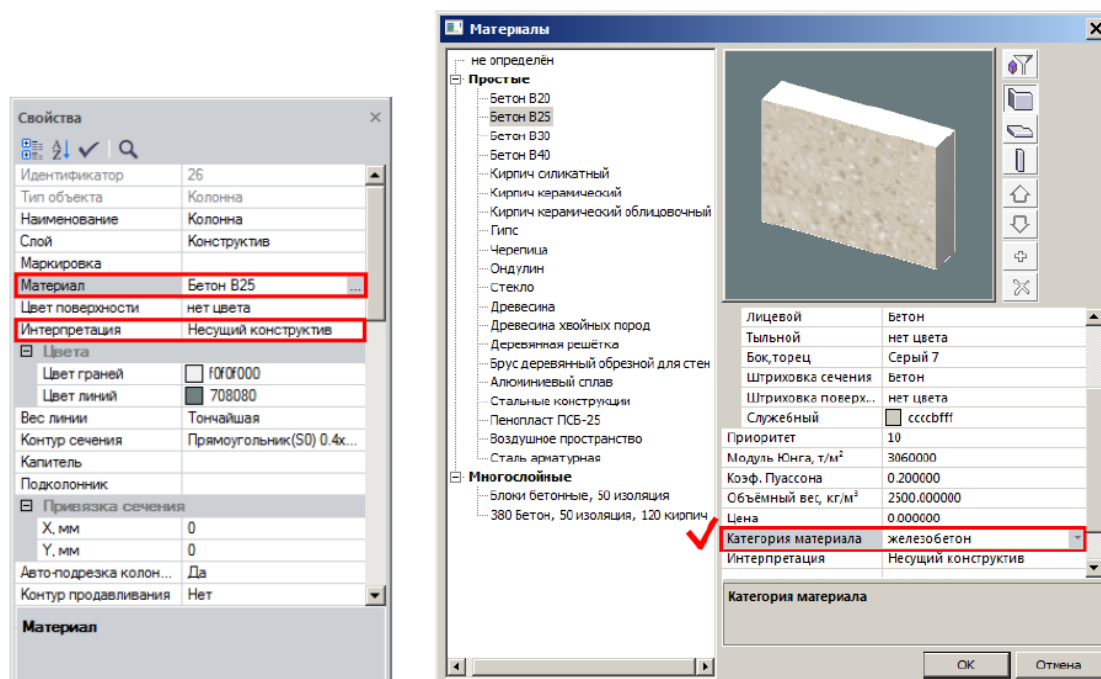 Свойства
Идентификатор 26
Тип объекта Колонна
Наименование Колонна
Слой Конструктив
Маркировка
Материал Бетон B25 ...
Цвет поверхности нет цвета
Интерпретация Несущий конструктив
Цвета
Цвет граней f0f0f000
Цвет линий 708080
Вес линии Тончайшая
Контур сечения Прямоугольник(S0) 0.4x...
Капитель
Подколонник
Привязка сечения
X, мм 0
Y, мм 0
Авто-подрезка колон... Да
Контур продавливания Нет
Материал
Материалы
не определён
Простые
Бетон B20
Бетон B25
Бетон B30
Бетон B40
Кирпич силикатный
Кирпич керамический
Кирпич керамический облицовочный
Гипс
Черепица
Ондулин
Стекло
Древесина
Древесина хвойных пород
Деревянная решётка
Брус деревянный обрезной для стен
Алюминиевый сплав
Стальные конструкции
Пенопласт ПСБ-25
Воздушное пространство
Сталь арматурная
Многослойные
Блоки бетонные, 50 изоляция
380 Бетон, 50 изоляция, 120 кирпич
Лицевой Бетон
Тыльной нет цвета
Бок,торец Серый 7
Штриховка сечения Бетон
Штриховка поверх... нет цвета
Служебный ccccbfff
Приоритет 10
Модуль Юнга, т/м² 3060000
Коэф. Пуассона 0.200000
Объёмный вес, кг/м³ 2500.000000
Цена 0.000000
Категория материала железобетон
Интерпретация Несущий конструктив
Категория материала
OK Отмена